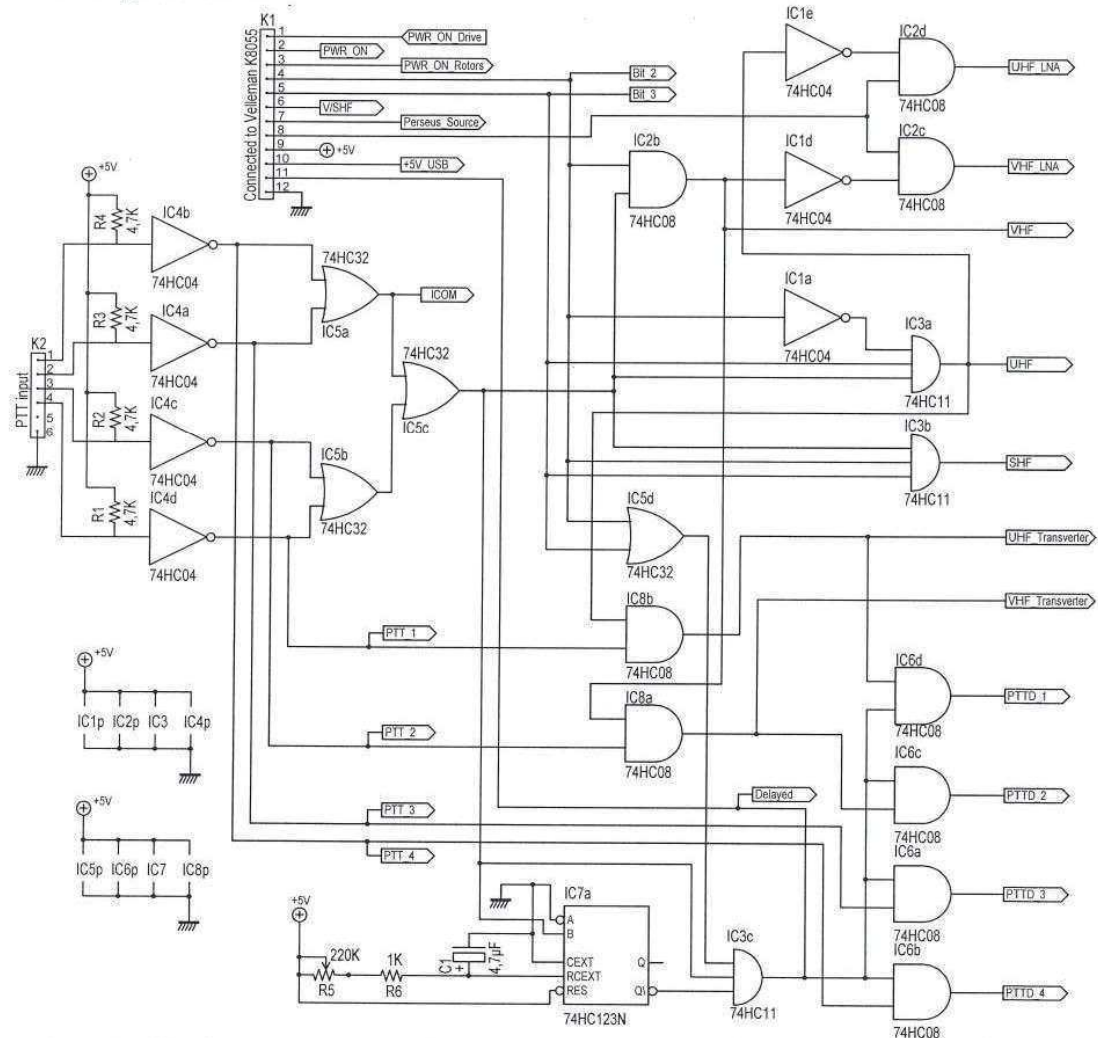 K1
Connected to Velleman K8055
1
2
3
4
5
6
7
8
9
10
11
12
PWR_ON_Drive
PWR_ON
PWR_ON_Rotors
Bit_2
Bit_3
V/SHF
Perseus_Source
+5V
+5V_USB
IC1e
74HC04
IC2d
74HC08
UHF_LNA
IC2b
74HC08
IC1d
74HC04
IC2c
74HC08
VHF_LNA
VHF
+5V
R4
4,7K
IC4b
74HC04
R3
4,7K
IC4a
74HC04
K2
PTT input
1
2
3
4
5
6
R2
4,7K
IC4c
74HC04
R1
4,7K
IC4d
74HC04
74HC32
IC5a
ICOM
74HC32
IC5c
IC5b
74HC32
IC1a
74HC04
IC3a
74HC11
UHF
IC3b
74HC11
SHF
IC5d
74HC32
UHF_Transverter
IC8b
74HC08
VHF_Transverter
PTT_1
IC8a
74HC08
PTT_2
IC6d
74HC08
PTTD_1
IC6c
74HC08
PTTD_2
Delayed
PTT_3
PTT_4
IC6a
74HC08
PTTD_3
IC6b
74HC08
PTTD_4
+5V
IC1p IC2p IC3 IC4p
+5V
IC5p IC6p IC7 IC8p
+5V
220K
R5
1K
R6
C1
+
4,7µF
IC7a
A
B
CEXT
RCEXT
RES
Q
Q\
74HC123N
IC3c
74HC11